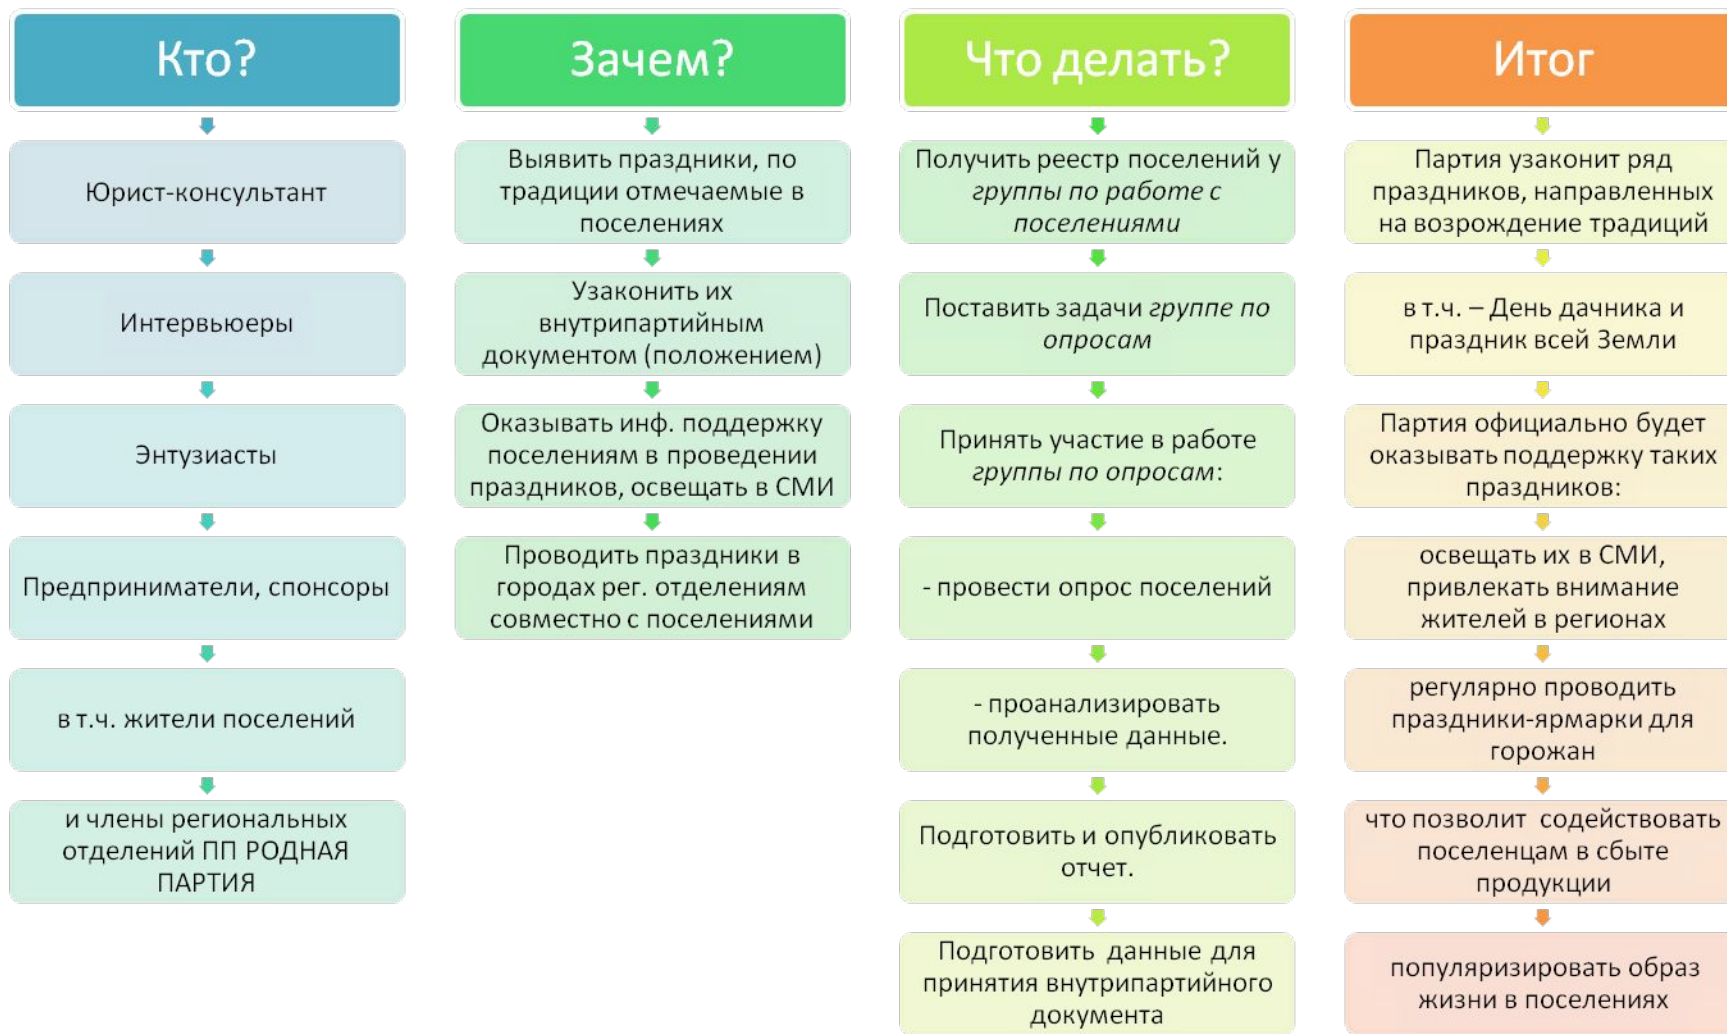 Кто?
Юрист-консультант
Интервьюеры
Энтузиасты
Предприниматели, спонсоры
в т.ч. жители поселений
и члены региональных
отделений ПП РОДНАЯ
ПАРТИЯ
Зачем?
Выявить праздники, по
традиции отмечаемые в
поселениях
Узаконить их
внутрипартийным
документом (положением)
Оказывать инф. поддержку
поселениям в проведении
праздников, освещать в СМИ
Проводить праздники в
городах рег. отделениям
совместно с поселениями
Что делать?
Получить реестр поселений у
группы по работе с
поселениями
Поставить задачи группе по
опросам
Принять участие в работе
группы по опросам:
- провести опрос поселений
- проанализировать
полученные данные.
Подготовить и опубликовать
отчет.
Подготовить данные для
принятия внутрипартийного
документа
Итог
Партия узаконит ряд
праздников, направленных
на возрождение традиций
в т.ч. – День дачника и
праздник всей Земли
Партия официально будет
оказывать поддержку таких
праздников:
освещать их в СМИ,
привлекать внимание
жителей в регионах
регулярно проводить
праздники-ярмарки для
горожан
что позволит содействовать
поселенцам в сбыте
продукции
популяризировать образ
жизни в поселениях